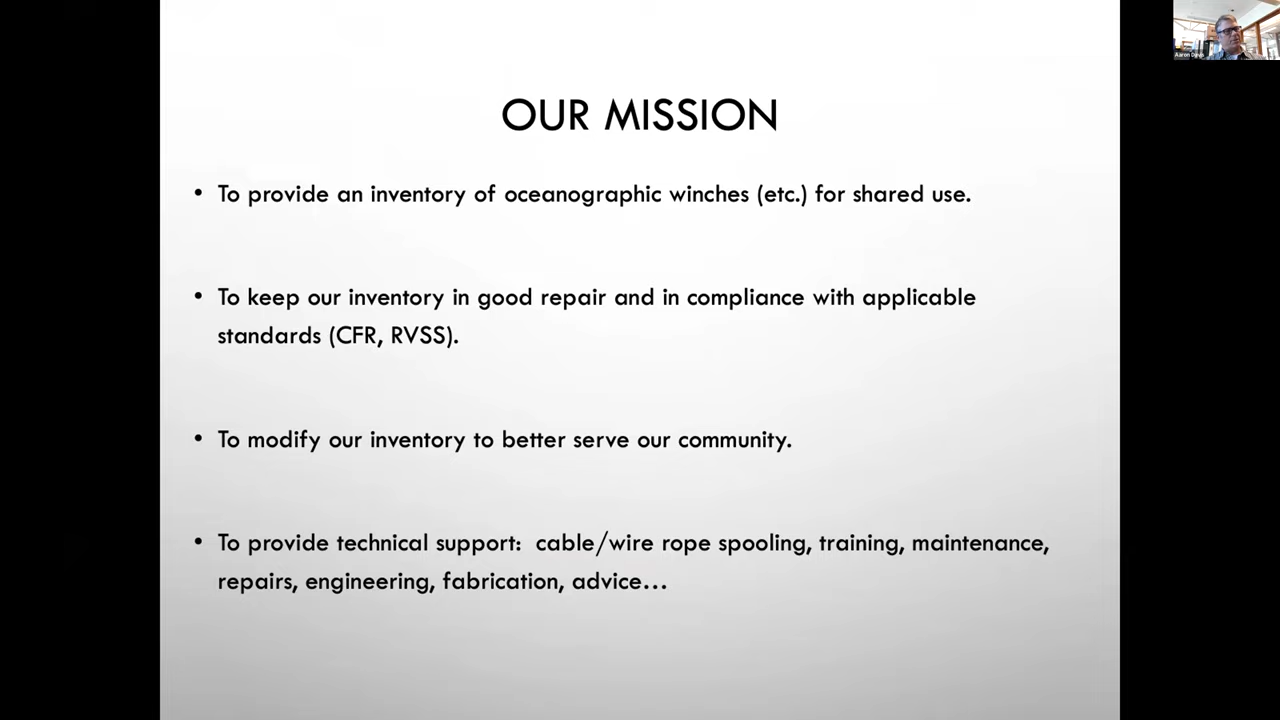 OUR MISSION
• To provide an inventory of oceanographic winches (etc.) for shared use.
• To keep our inventory in good repair and in compliance with applicable
standards (CFR, RVSS).
• To modify our inventory to better serve our community.
• To provide technical support:  cable/wire rope spooling, training, maintenance,
repairs, engineering, fabrication, advice…
Aaron